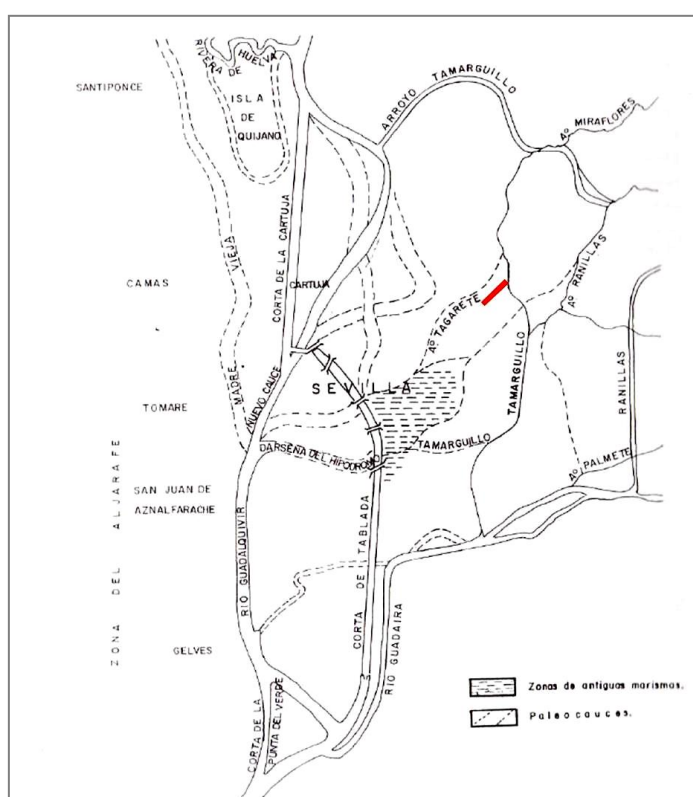 RIVERA DE HUELVA
SANTIPONCE
ISLA
DE
QUIJANO
ARROYO TAMARGUILLO
Aº MIRAFLORES
MADRE VIEJA
CORTA DE LA CARTUJA
CAMAS
CARTUJA
Aº TAGARETE
Aº RANILLAS
TAMARGUILLO
RANILLAS
NUEVO CAUCE
SEVILLA
TOMARE
DARSENA DEL HIPODROMO
TAMARGUILLO
Aº PALMETE
ZONA DEL ALJARAFE
SAN JUAN DE
AZNALFARACHE
RIO GUADALQUIVIR
CORTA DE TABLADA
RIO GUADAIRA
GELVES
CORTA DE LA
PUNTA DEL VERDE
Zonas de antiguas marismas.
Paleocauces.